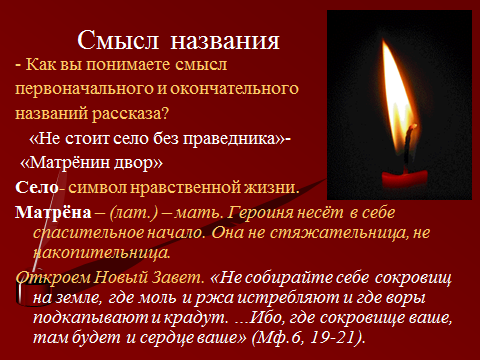 Смысл названия
- Как вы понимаете смысл
первоначального и окончательного
названий рассказа?
«Не стоит село без праведника»-
«Матрёнин двор»
Село- символ нравственной жизни.
Матрёна – (лат.) – мать. Героиня несёт в себе
спасительное начало. Она не стяжательница, не
накопительница.
Откроем Новый Завет. «Не собирайте себе сокровищ
на земле, где моль и ржа истребляют и где воры
подкапывают и крадут. ...Ибо, где сокровище ваше,
там будет и сердце ваше» (Мф.6, 19-21).